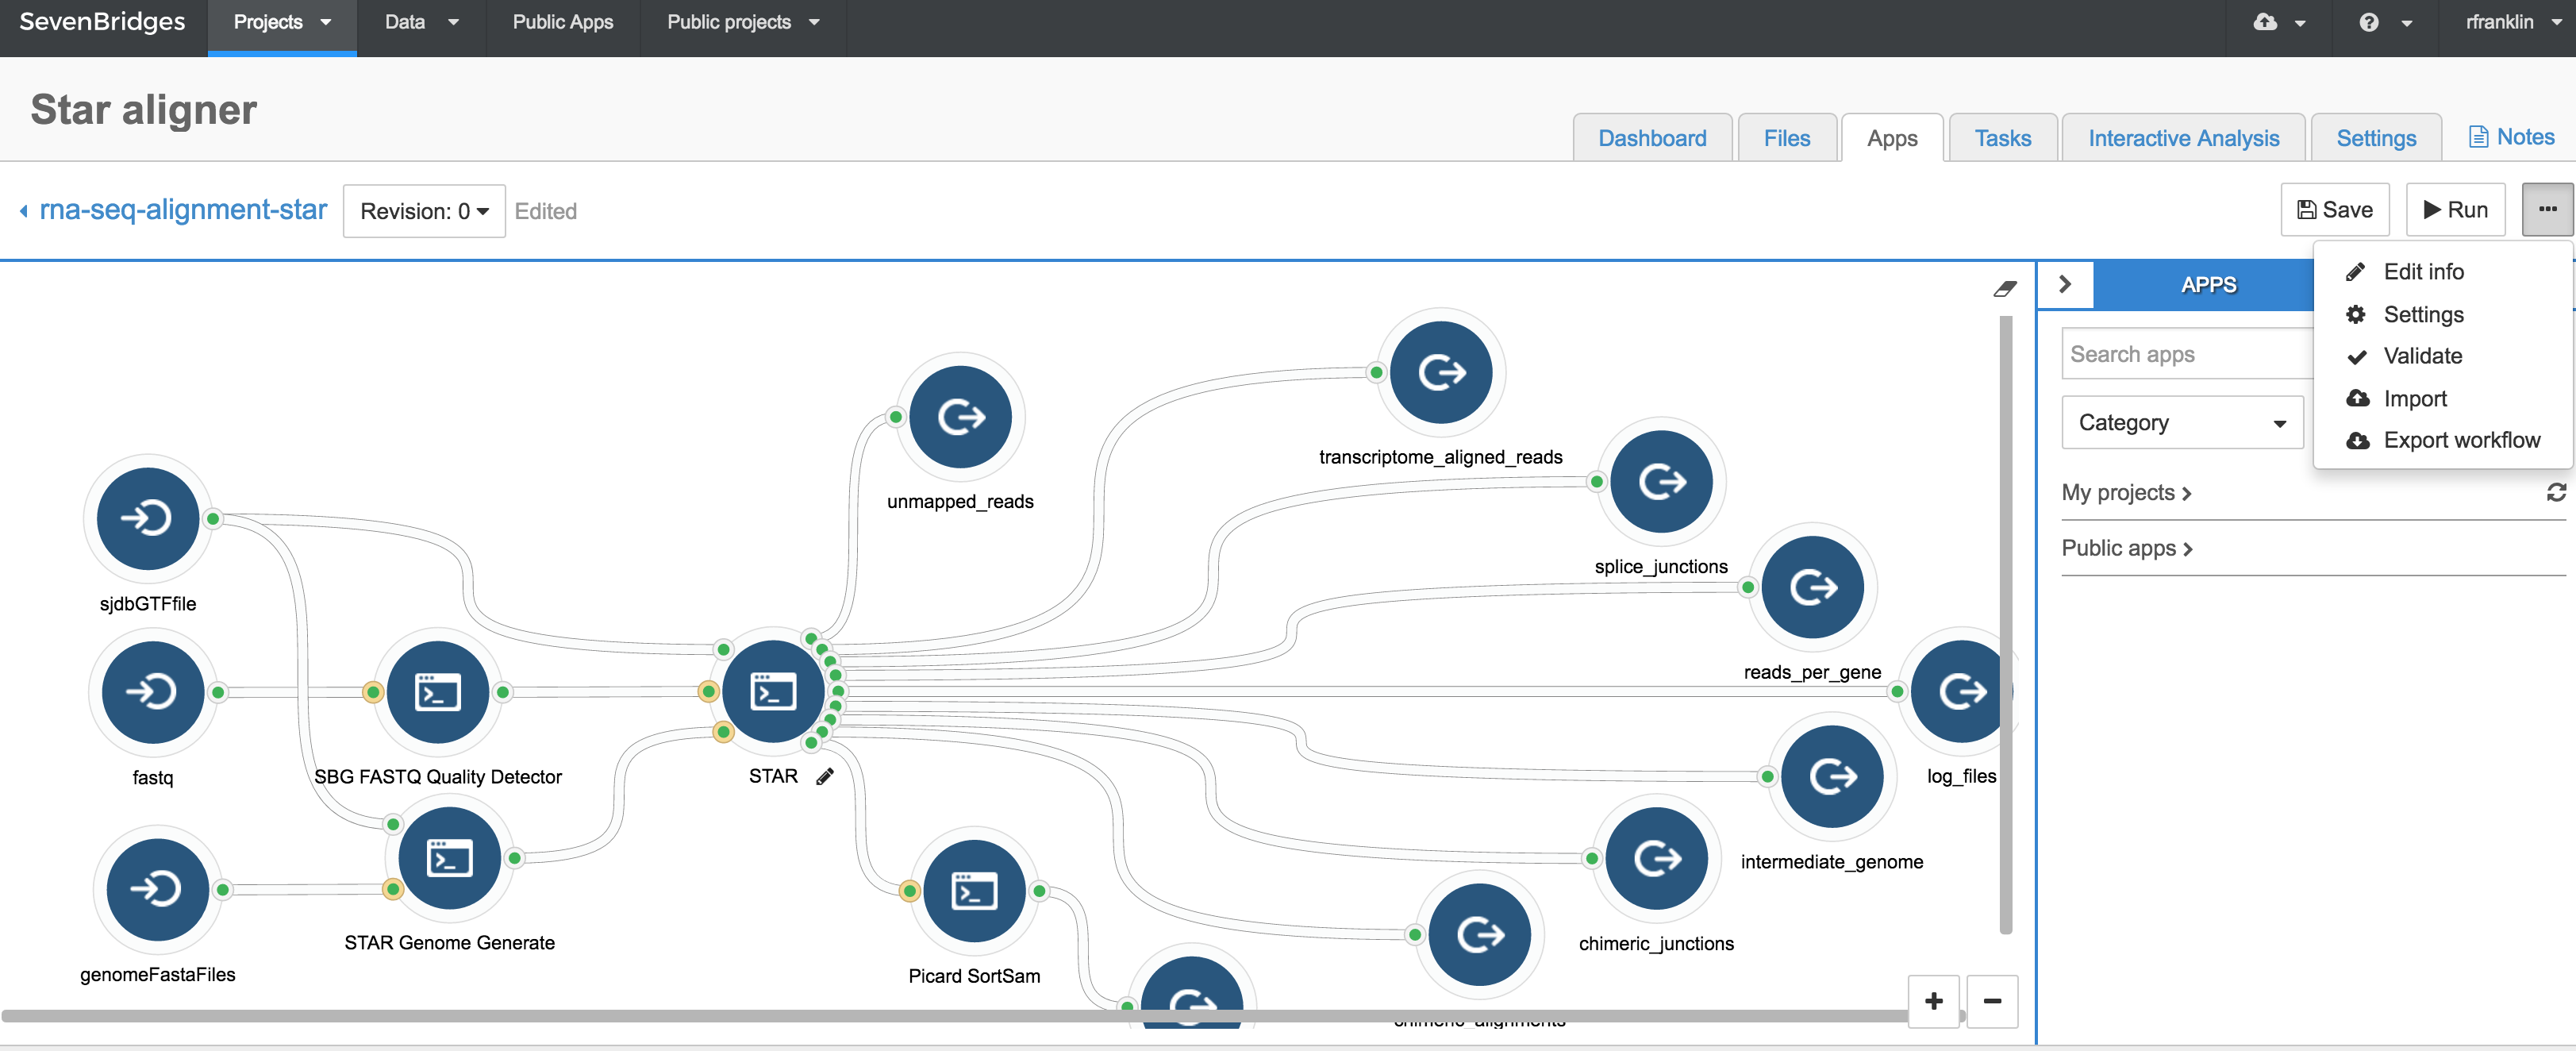 SevenBridges Projects Data Public Apps Public projects rfranklin
Star aligner
Dashboard Files Apps Tasks Interactive Analysis Settings Notes
rna-seq-alignment-star Revision: 0 Edited Save Run
Edit info
Settings
Validate
Import
Export workflow
APPS
Search apps
Category
My projects
Public apps
unmapped_reads
transcriptome_aligned_reads
splice_junctions
sjdbGTFfile
reads_per_gene
fastq
SBG FASTQ Quality Detector
STAR
log_files
intermediate_genome
STAR Genome Generate
chimeric_junctions
genomeFastaFiles
Picard SortSam
chimeric_alignments